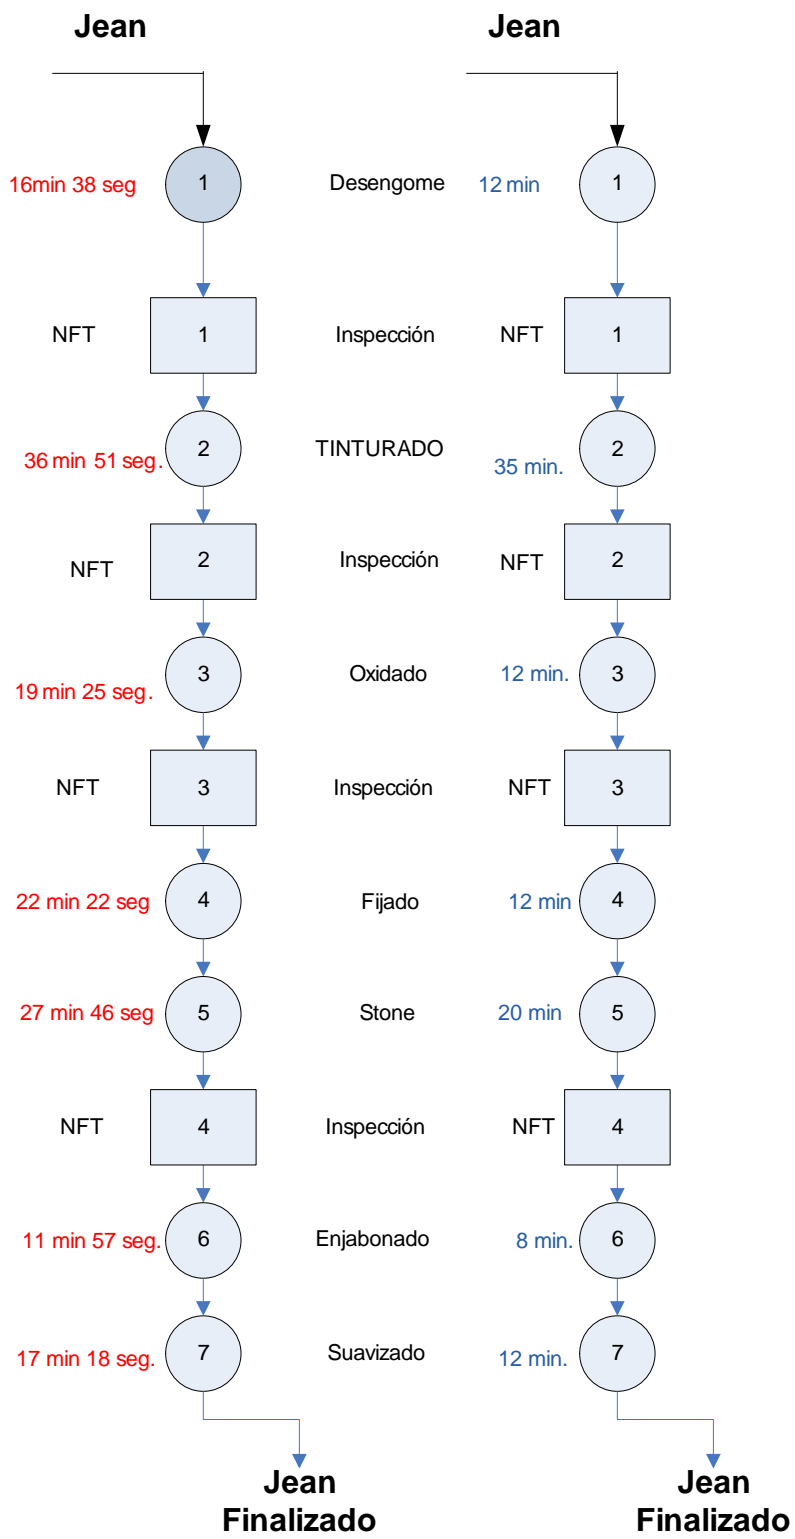 Jean Jean
16min 38 seg 1 Desengome 12 min 1
NFT 1 Inspección NFT 1
36 min 51 seg. 2 TINTURADO 35 min. 2
NFT 2 Inspección NFT 2
19 min 25 seg. 3 Oxidado 12 min. 3
NFT 3 Inspección NFT 3
22 min 22 seg 4 Fijado 12 min 4
27 min 46 seg 5 Stone 20 min 5
NFT 4 Inspección NFT 4
11 min 57 seg. 6 Enjabonado 8 min. 6
17 min 18 seg. 7 Suavizado 12 min. 7
Jean Jean
Finalizado Finalizado